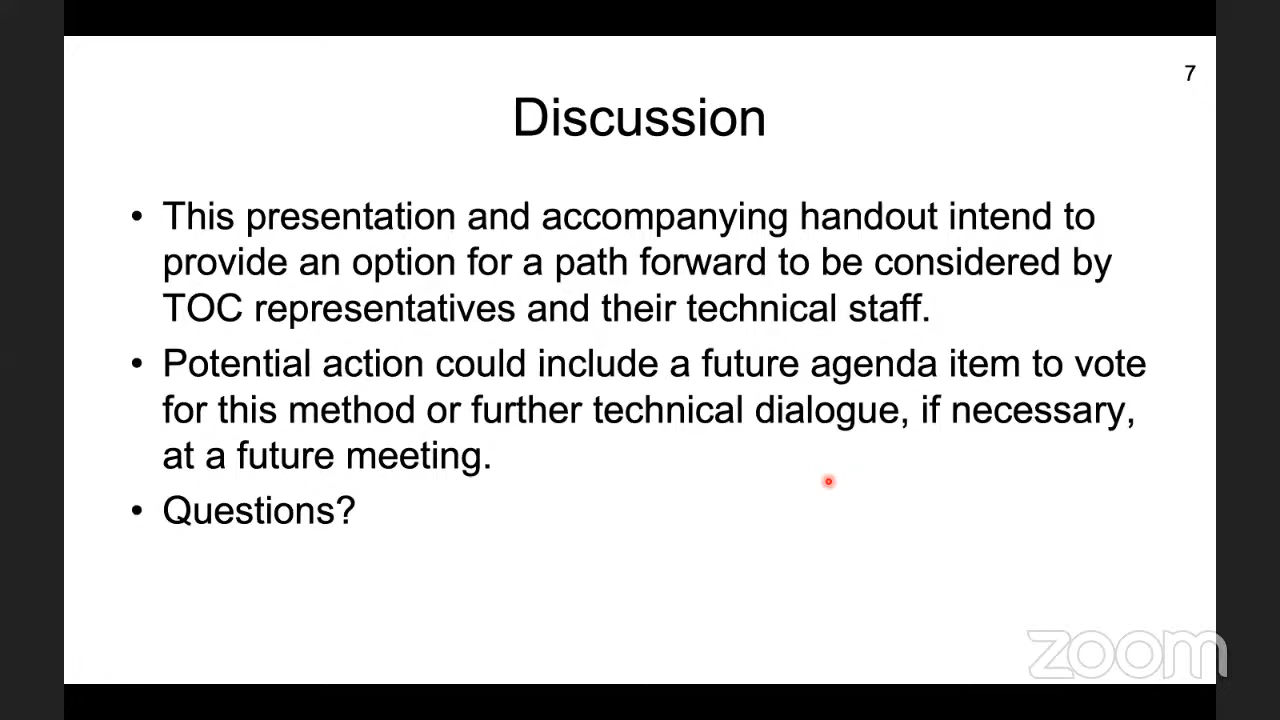 7
Discussion
• This presentation and accompanying handout intend to
provide an option for a path forward to be considered by
TOC representatives and their technical staff.
• Potential action could include a future agenda item to vote
for this method or further technical dialogue, if necessary,
at a future meeting.
• Questions?
zoom